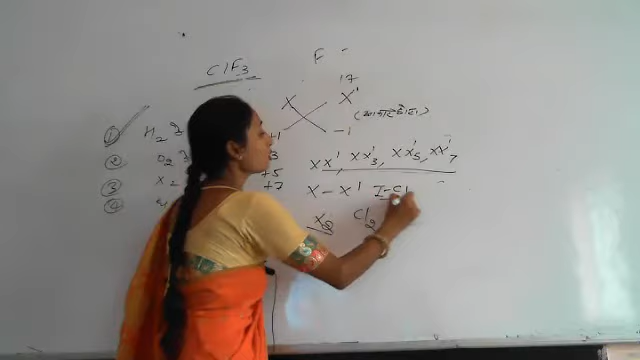 ClF₃ F -
17
X X'
+1 -1
① H₂
② O₂ +3 XX', XX'₃, XX'₅, XX'₇
③ X₂ +5
④ +7 X - X' I-Cl
X₂ Cl₂